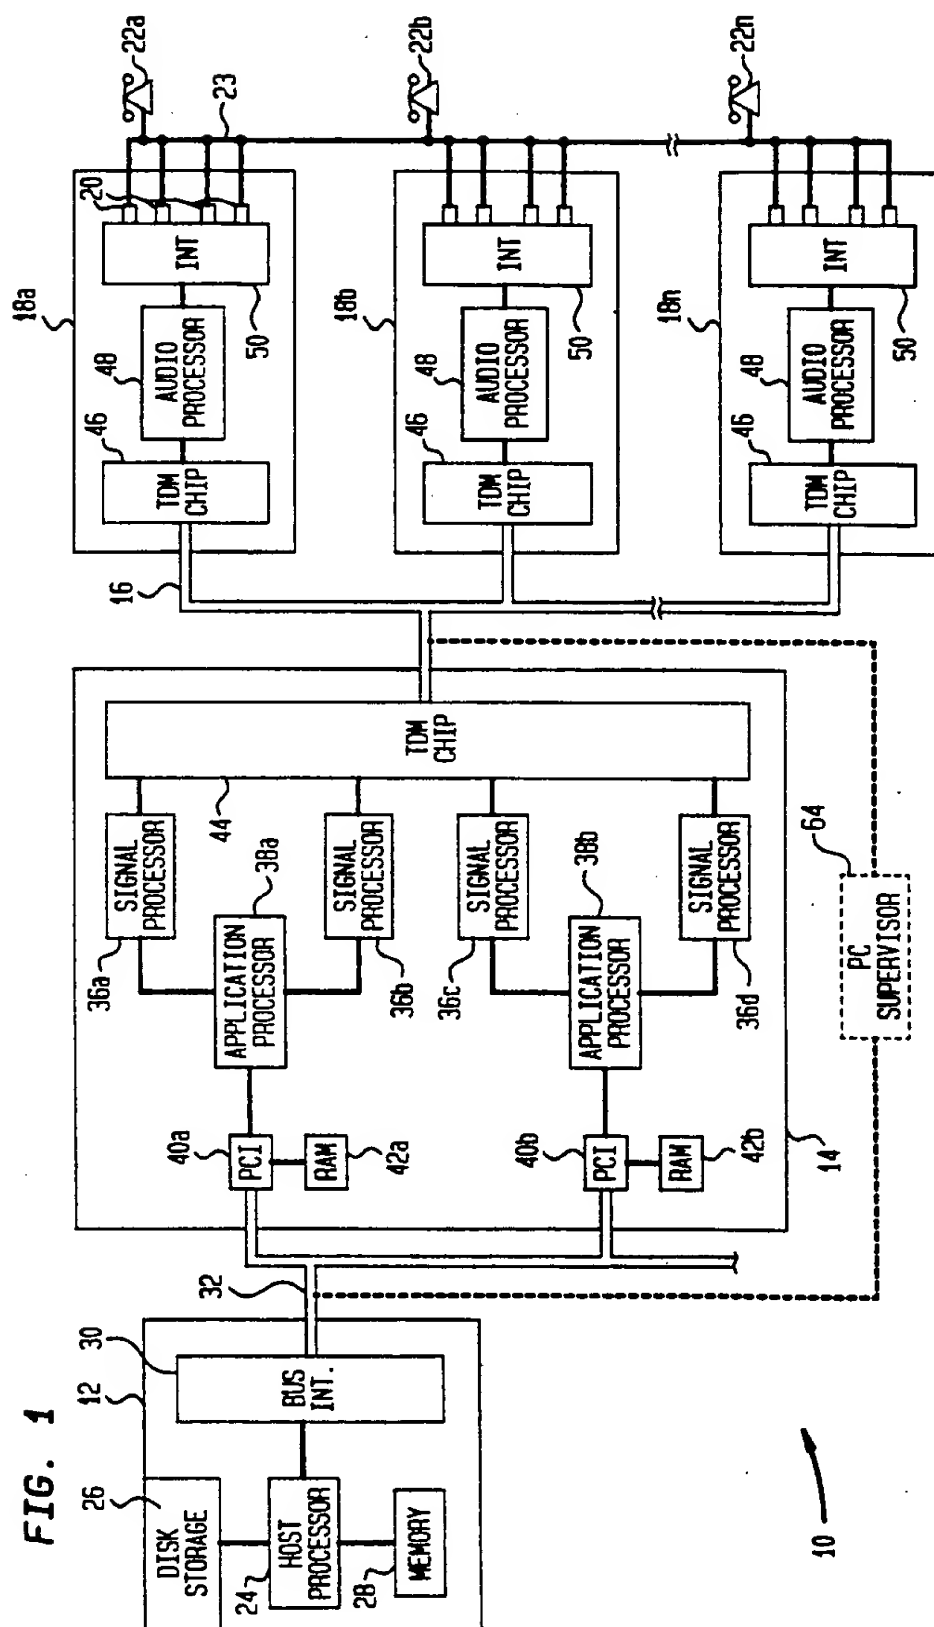 FIG. 1
10
12
26
DISK
STORAGE
24
HOST
PROCESSOR
28
MEMORY
30
BUS
INT.
32
14
40a
PCI
RAM
42a
40b
PCI
RAM
42b
38a
APPLICATION
PROCESSOR
38b
APPLICATION
PROCESSOR
36a
SIGNAL
PROCESSOR
36b
SIGNAL
PROCESSOR
36c
SIGNAL
PROCESSOR
36d
SIGNAL
PROCESSOR
44
TDM
CHIP
PC
SUPERVISOR
64
16
18a
46
TDM
CHIP
48
AUDIO
PROCESSOR
50
INT
20
22a
23
18b
46
TDM
CHIP
48
AUDIO
PROCESSOR
50
INT
22b
18n
46
TDM
CHIP
48
AUDIO
PROCESSOR
50
INT
22n